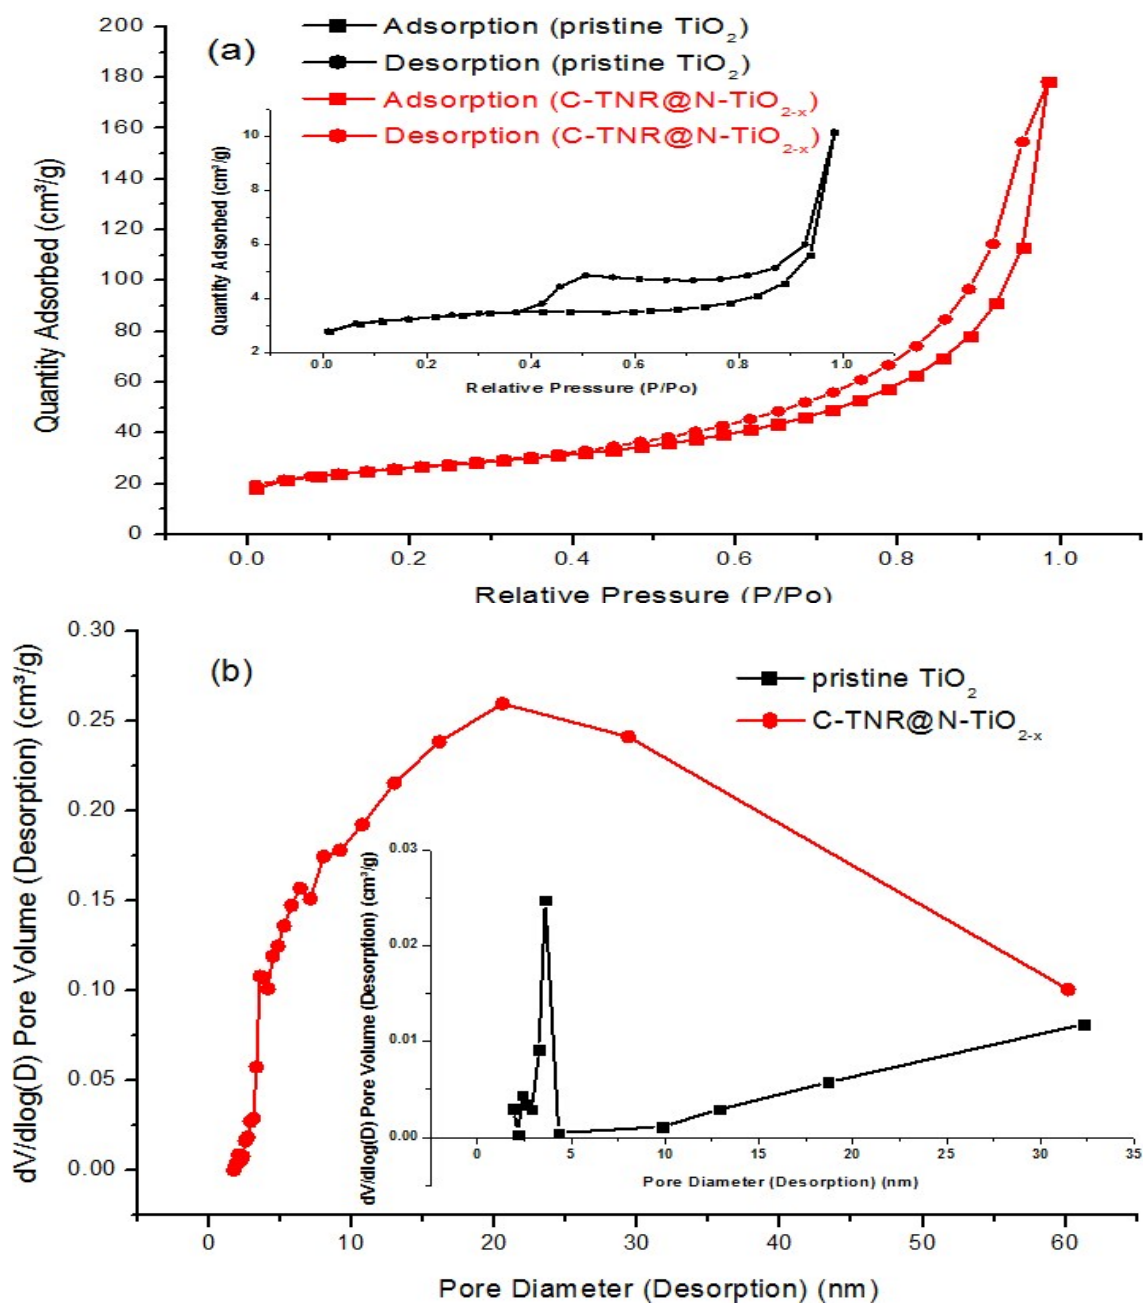 (a)
Adsorption (pristine TiO₂)
Desorption (pristine TiO₂)
Adsorption (C-TNR@N-TiO₂₋ₓ)
Desorption (C-TNR@N-TiO₂₋ₓ)
Quantity Adsorbed (cm³/g)
200
180
160
140
120
100
80
60
40
20
0
Quantity Adsorbed (cm³/g)
10
8
6
4
2
0.0 0.2 0.4 0.6 0.8 1.0
Relative Pressure (P/Po)
0.0 0.2 0.4 0.6 0.8 1.0
Relative Pressure (P/Po)
(b)
pristine TiO₂
C-TNR@N-TiO₂₋ₓ
dV/dlog(D) Pore Volume (Desorption) (cm³/g)
0.30
0.25
0.20
0.15
0.10
0.05
0.00
dV/dlog(D) Pore Volume (Desorption) (cm³/g)
0.03
0.02
0.01
0.00
0 5 10 15 20 25 30 35
Pore Diameter (Desorption) (nm)
0 10 20 30 40 50 60
Pore Diameter (Desorption) (nm)